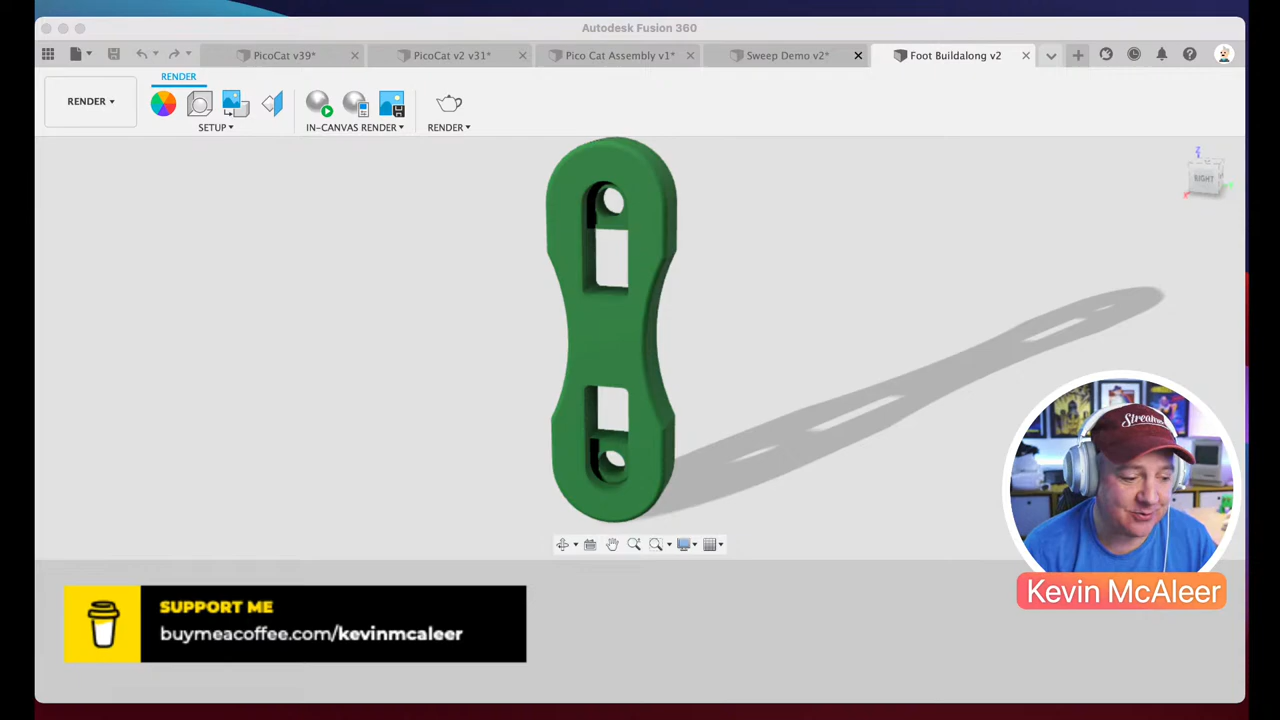 Autodesk Fusion 360
PicoCat v39*
PicoCat v2 v31*
Pico Cat Assembly v1*
Sweep Demo v2*
Foot Buildalong v2
RENDER
RENDER
SETUP
IN-CANVAS RENDER
RENDER
Z
RIGHT
Streams
SUPPORT ME
buymeacoffee.com/kevinmcaleer
Kevin McAleer